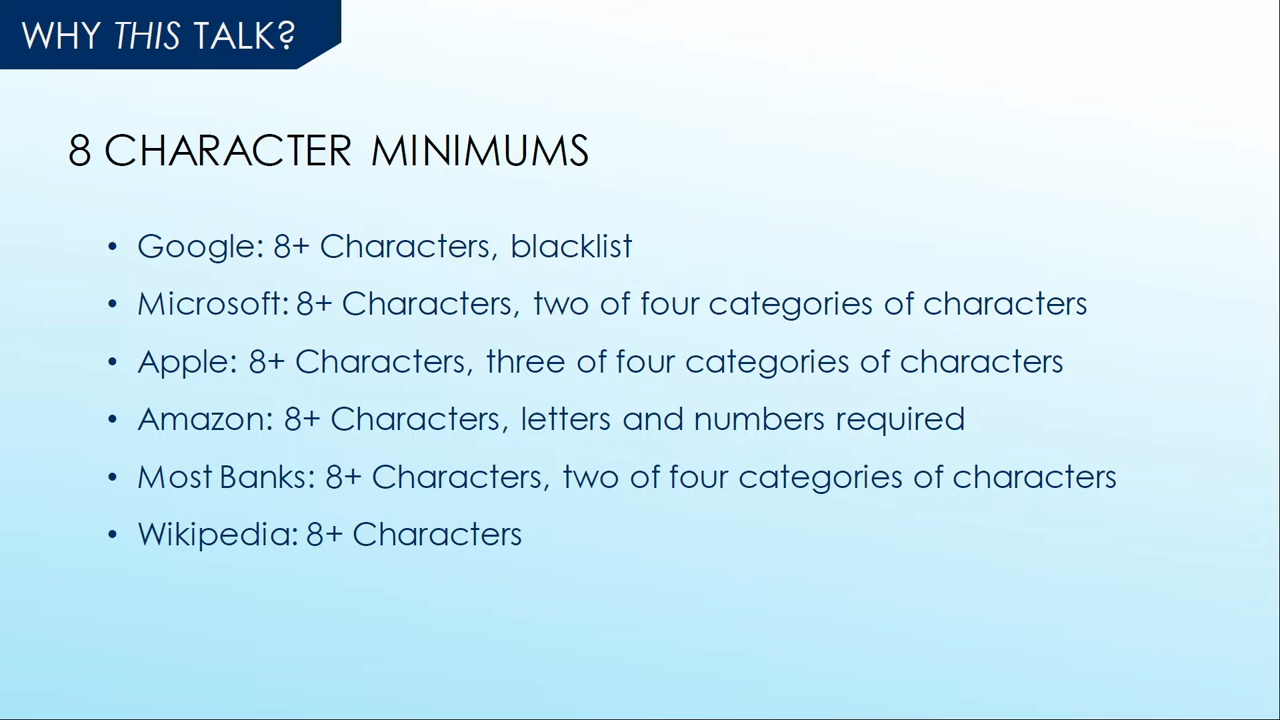 WHY THIS TALK?
8 CHARACTER MINIMUMS
• Google: 8+ Characters, blacklist
• Microsoft: 8+ Characters, two of four categories of characters
• Apple: 8+ Characters, three of four categories of characters
• Amazon: 8+ Characters, letters and numbers required
• Most Banks: 8+ Characters, two of four categories of characters
• Wikipedia: 8+ Characters